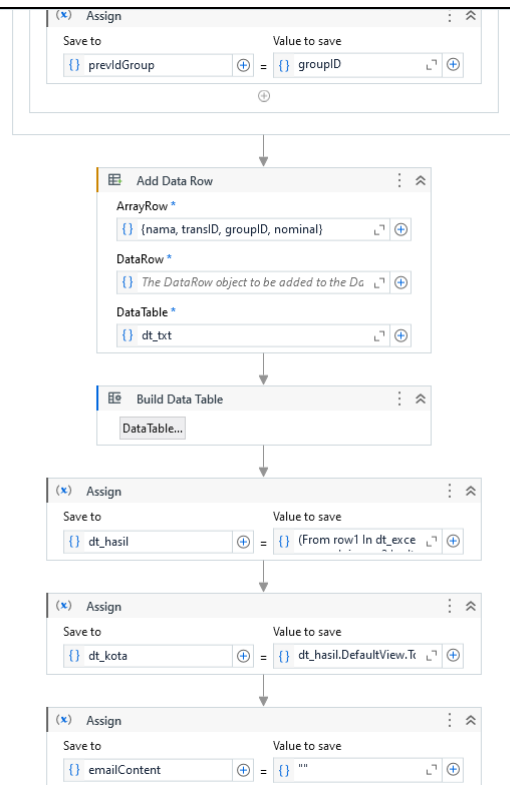 (x) Assign
Save to
Value to save
{} prevIdGroup = {} groupID
Add Data Row
ArrayRow *
{} {nama, transID, groupID, nominal}
DataRow *
{} The DataRow object to be added to the Da
DataTable *
{} dt_txt
Build Data Table
DataTable...
(x) Assign
Save to
Value to save
{} dt_hasil = {} (From row1 In dt_exce
(x) Assign
Save to
Value to save
{} dt_kota = {} dt_hasil.DefaultView.To
(x) Assign
Save to
Value to save
{} emailContent = {} ""